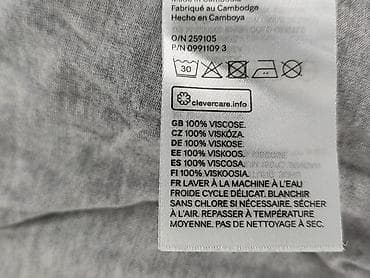 Fabriqué au Cambodge
Hecho en Camboya
O/N 259105
P/N 0991109 3
30
clevercare.info
GB 100% VISCOSE.
CZ 100% VISKÓZA.
DE 100% VISKOSE.
EE 100% VISKOOS.
ES 100% VISCOSA.
FI 100% VISKOOSIA.
FR LAVER À LA MACHINE À L'EAU
FROIDE CYCLE DÉLICAT. BLANCHIR
SANS CHLORE SI NÉCESSAIRE. SÉCHER
À L'AIR. REPASSER À TEMPÉRATURE
MOYENNE. PAS DE NETTOYAGE À SEC.